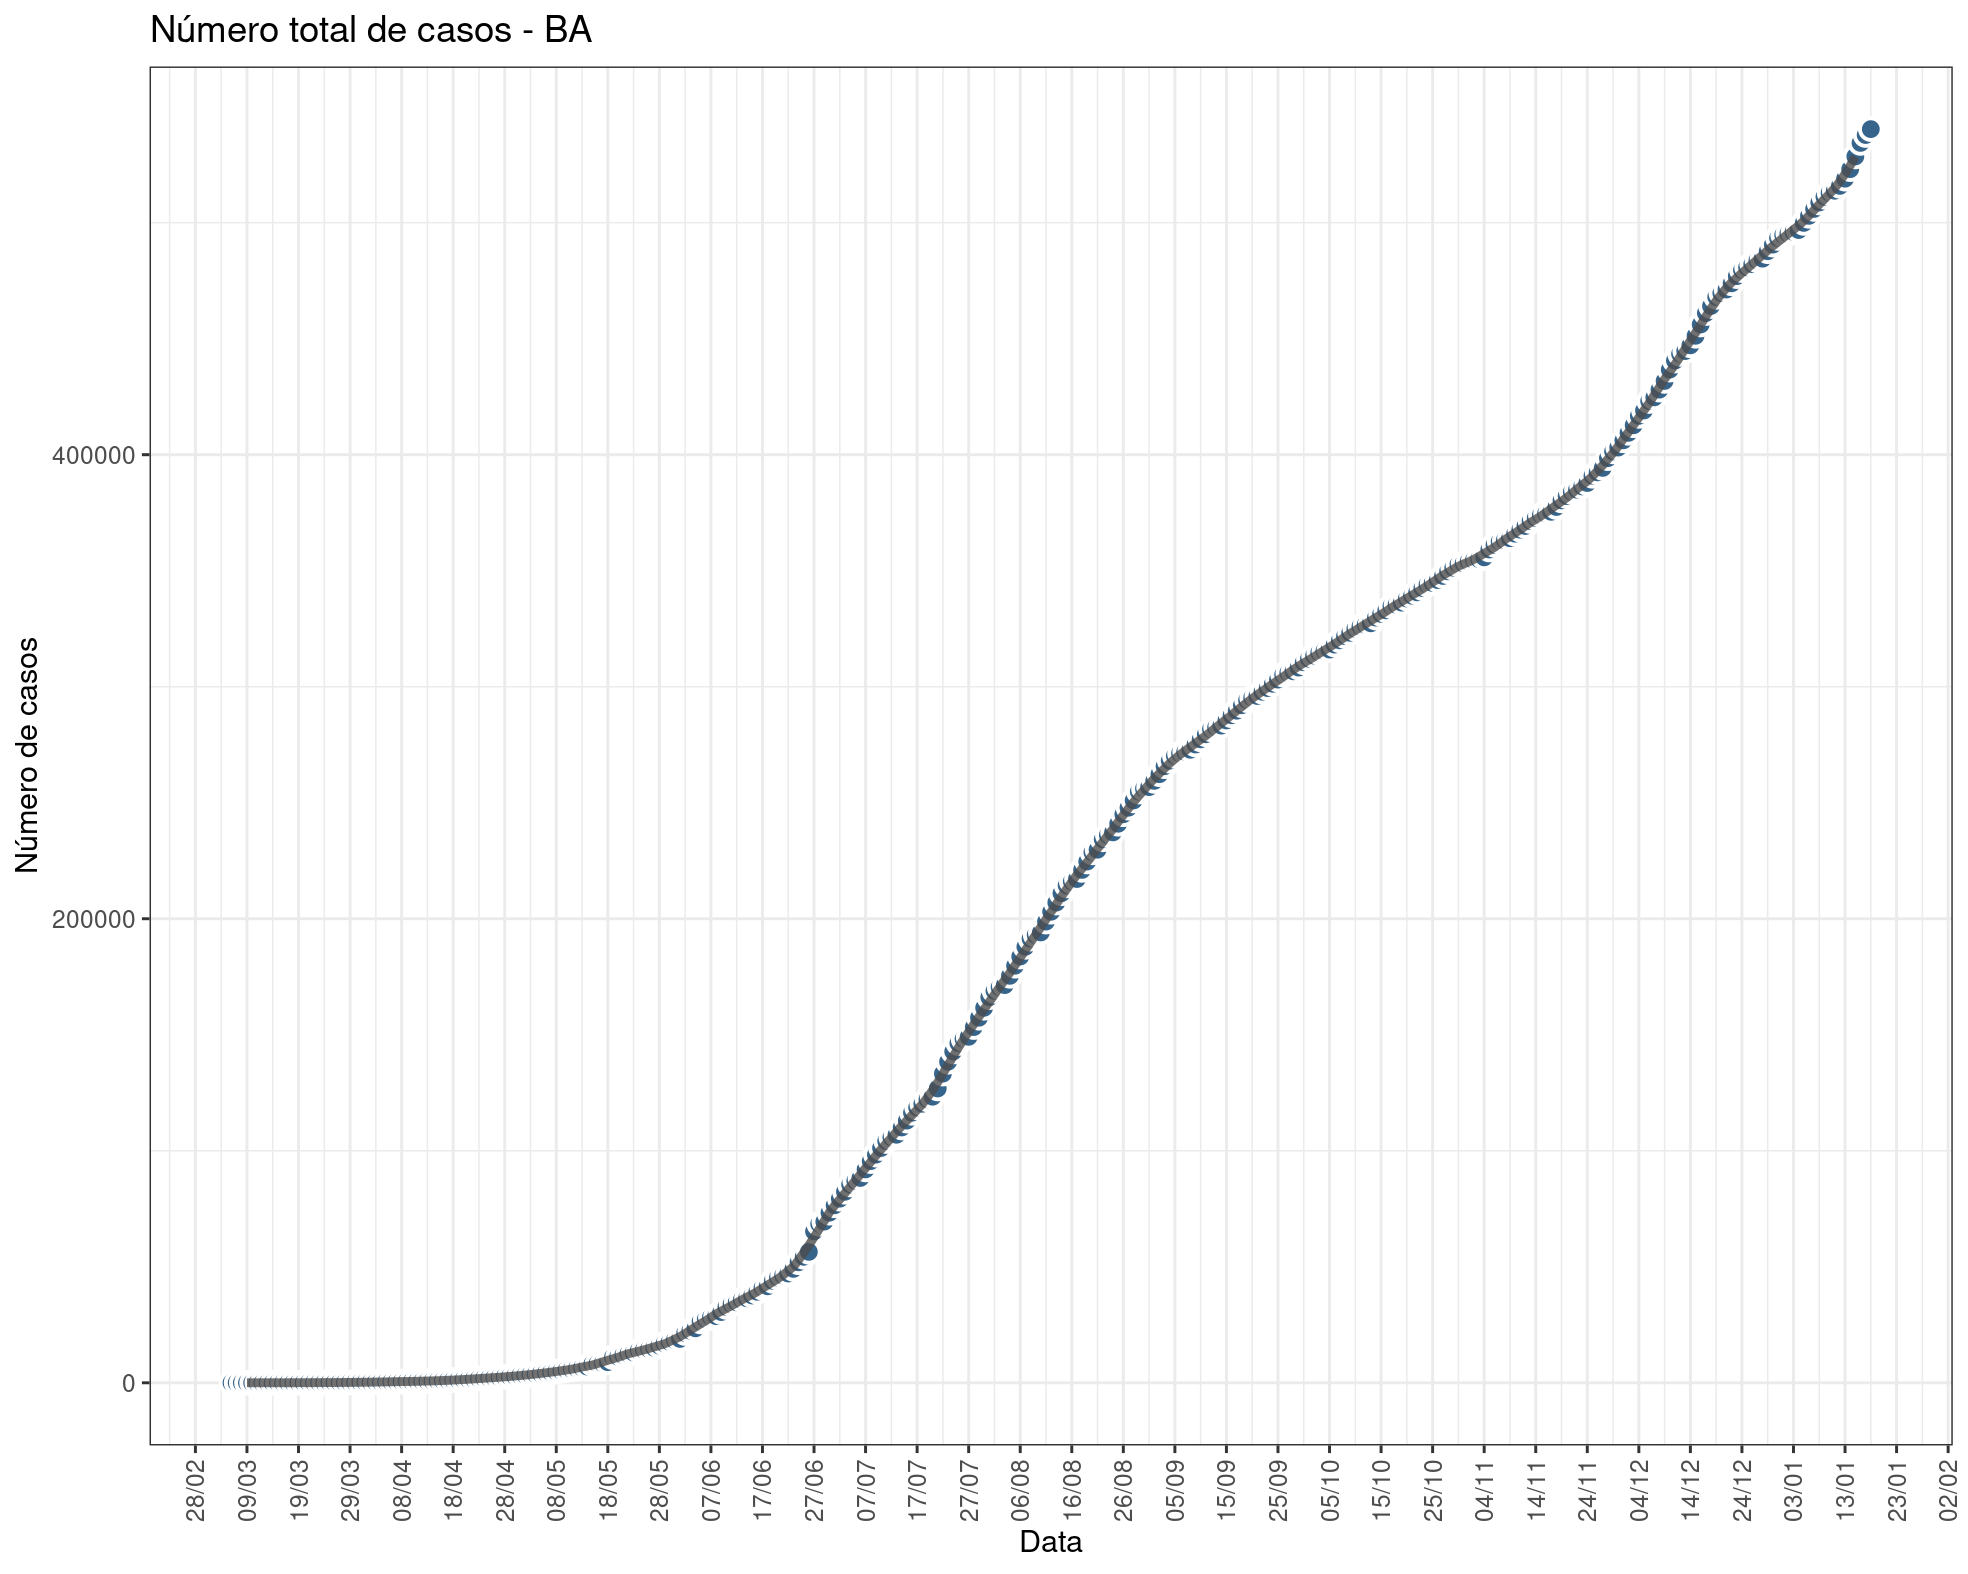 Número total de casos - BA
Número de casos
400000
200000
0
28/02 09/03 19/03 29/03 08/04 18/04 28/04 08/05 18/05 28/05 07/06 17/06 27/06 07/07 17/07 27/07 06/08 16/08 26/08 05/09 15/09 25/09 05/10 15/10 25/10 04/11 14/11 24/11 04/12 14/12 24/12 03/01 13/01 23/01 02/02
Data